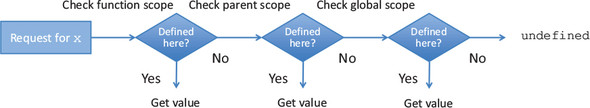 Check function scope
Check parent scope
Check global scope
Request for x
Defined here?
Defined here?
Defined here?
undefined
No
No
No
Yes
Yes
Yes
Get value
Get value
Get value